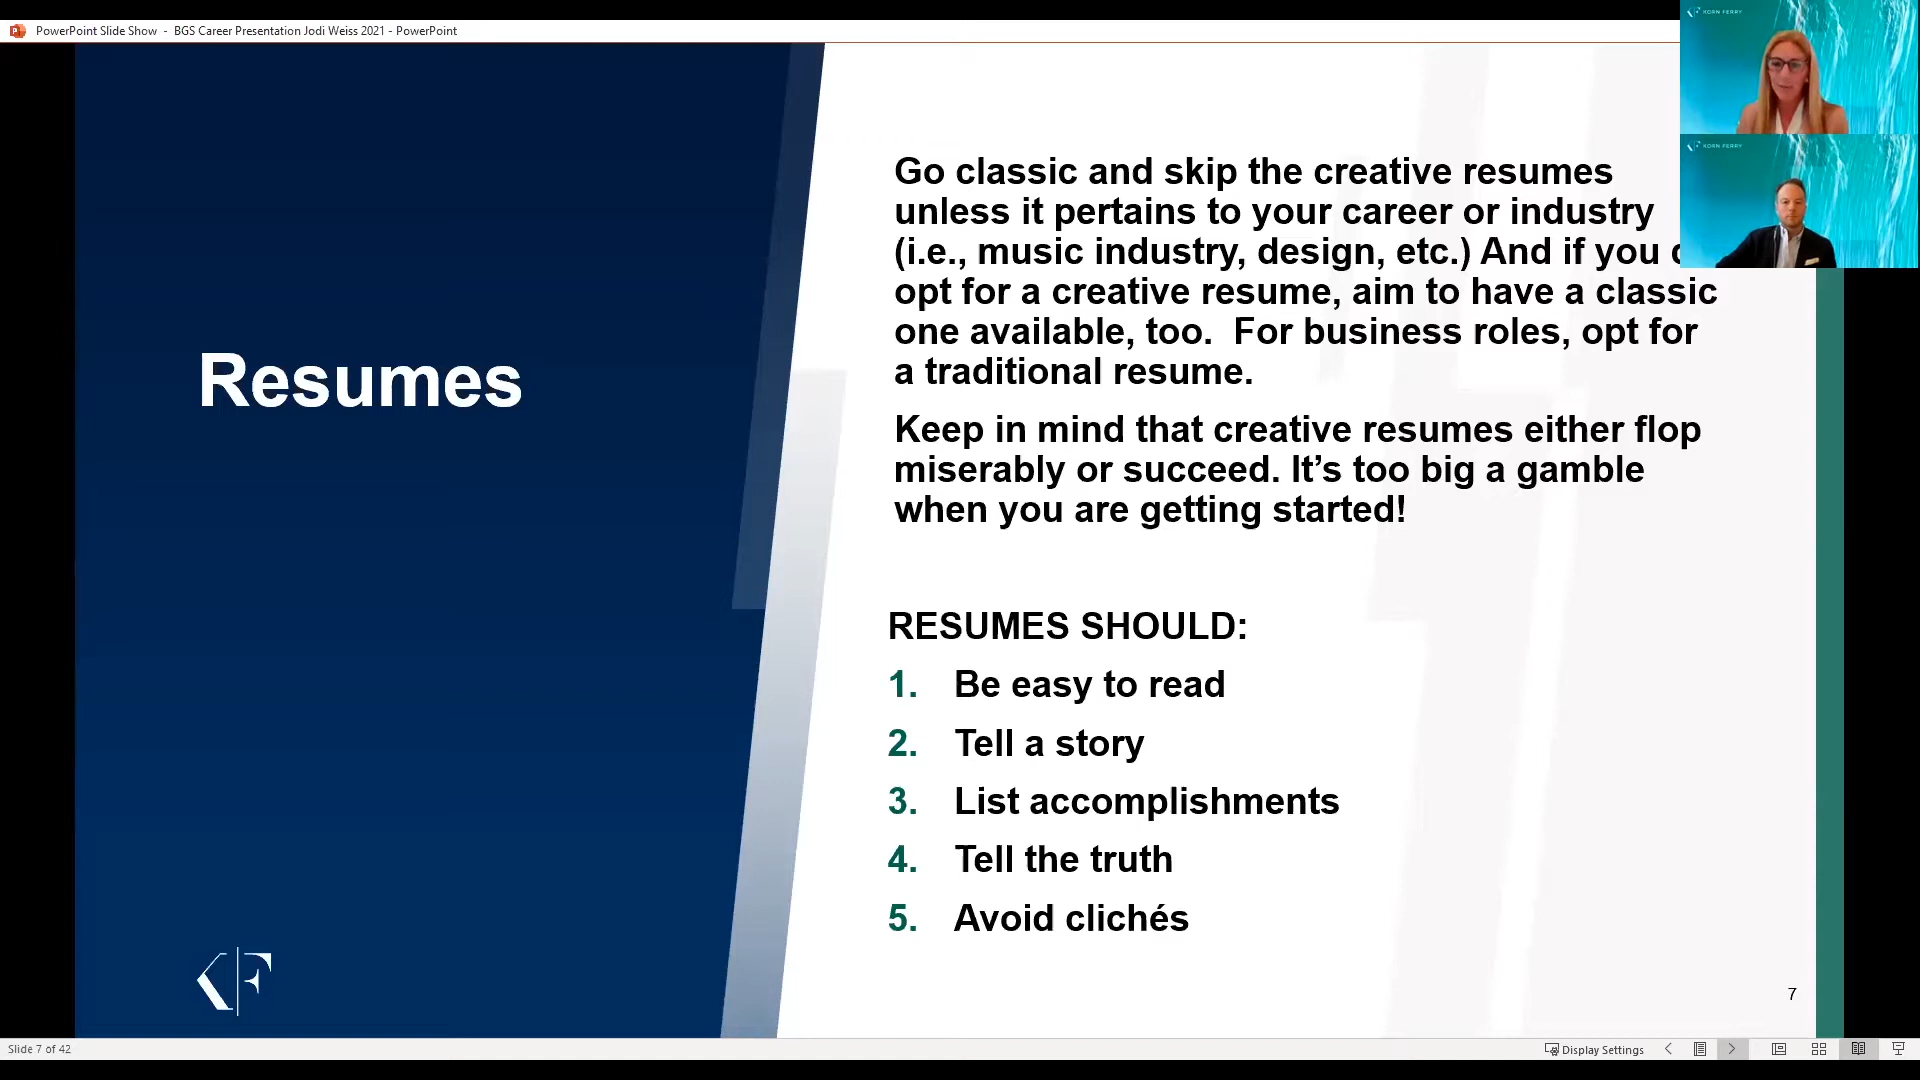 PowerPoint Slide Show - BGS Career Presentation Jodi Weiss 2021 - PowerPoint
KORN FERRY
KORN FERRY
Resumes
Go classic and skip the creative resumes
unless it pertains to your career or industry
(i.e., music industry, design, etc.) And if you
opt for a creative resume, aim to have a classic
one available, too. For business roles, opt for
a traditional resume.
Keep in mind that creative resumes either flop
miserably or succeed. It’s too big a gamble
when you are getting started!
RESUMES SHOULD:
1. Be easy to read
2. Tell a story
3. List accomplishments
4. Tell the truth
5. Avoid clichés
KF
7
Slide 7 of 42
Display Settings